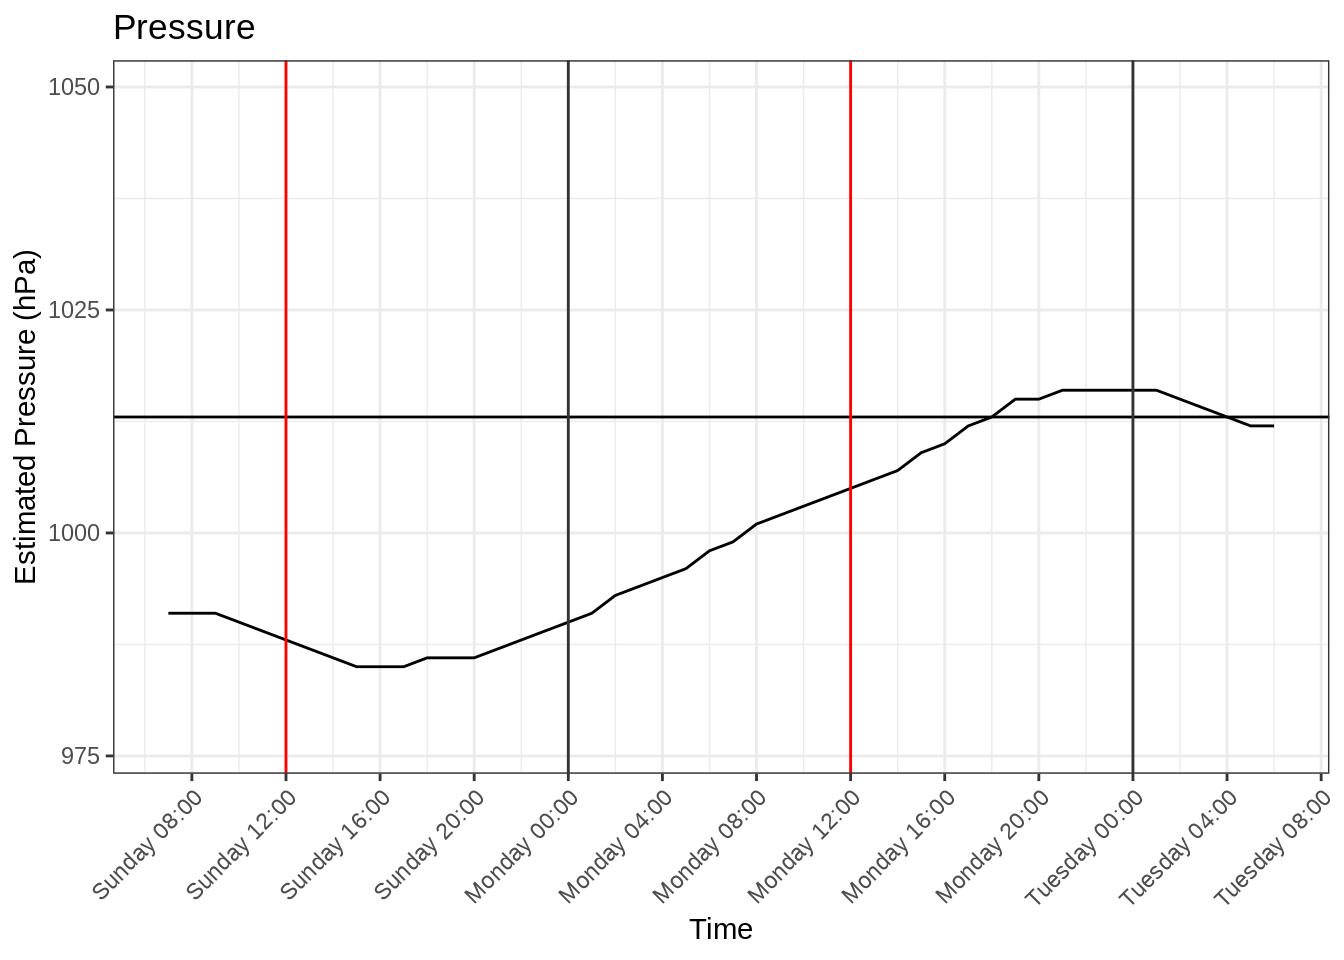 Pressure
Estimated Pressure (hPa)
1050
1025
1000
975
Sunday 08:00
Sunday 12:00
Sunday 16:00
Sunday 20:00
Monday 00:00
Monday 04:00
Monday 08:00
Monday 12:00
Monday 16:00
Monday 20:00
Tuesday 00:00
Tuesday 04:00
Tuesday 08:00
Time